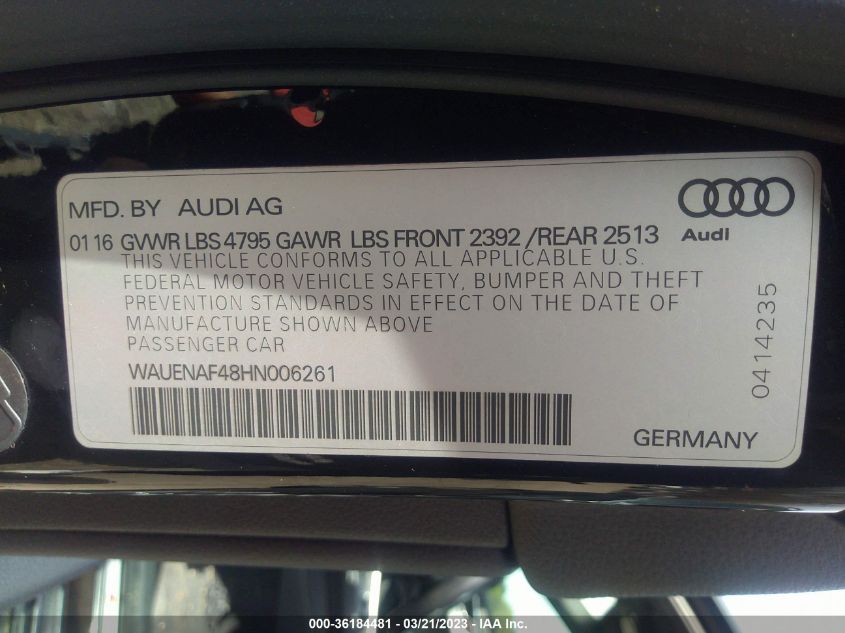 MFD. BY AUDI AG
01 16 GVWR LBS 4795 GAWR LBS FRONT 2392 /REAR 2513
THIS VEHICLE CONFORMS TO ALL APPLICABLE U.S.
FEDERAL MOTOR VEHICLE SAFETY, BUMPER AND THEFT
PREVENTION STANDARDS IN EFFECT ON THE DATE OF
MANUFACTURE SHOWN ABOVE
PASSENGER CAR
WAUENAF48HN006261
Audi
0414235
GERMANY
000-36184481 - 03/21/2023 - IAA Inc.